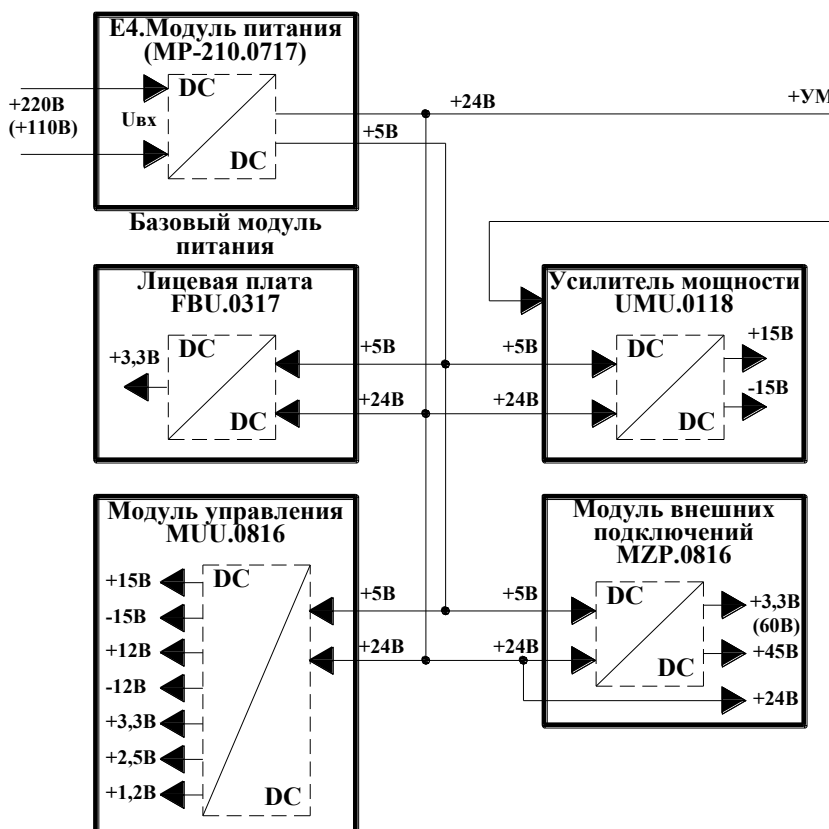 E4.Модуль питания
(МР-210.0717)
DC
DC
+220В
(+110В)
Uвх
+24В
+УМ
+5В
Базовый модуль
питания
Лицевая плата
FBU.0317
+3,3В
DC
DC
+5В
+24В
Усилитель мощности
UMU.0118
+5В
+24В
DC
DC
+15В
-15В
Модуль управления
MUU.0816
+15В
-15В
+12В
-12В
+3,3В
+2,5В
+1,2В
DC
DC
+5В
+24В
Модуль внешних
подключений
MZP.0816
+5В
+24В
DC
DC
+3,3В
(60В)
+45В
+24В